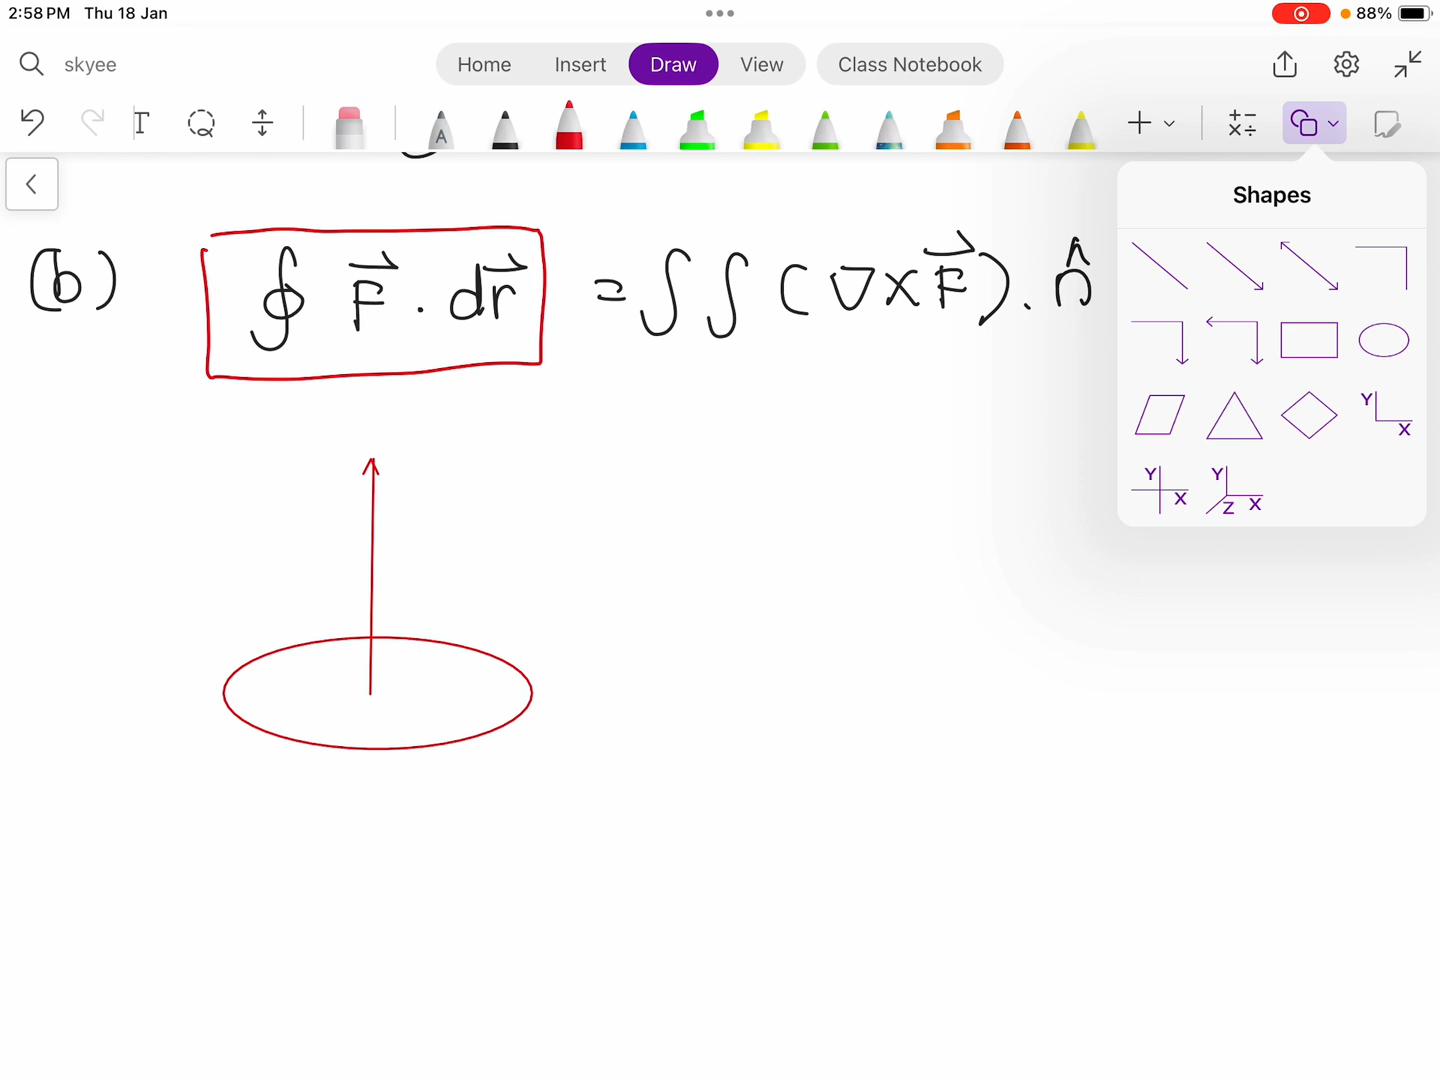 2:58 PM Thu 18 Jan 88%
skyee Home Insert Draw View Class Notebook
T A
Shapes
(b) ∮ F⃗ . dr⃗ = ∫∫ (∇×F⃗). n̂
Y X
Y X Y Z X